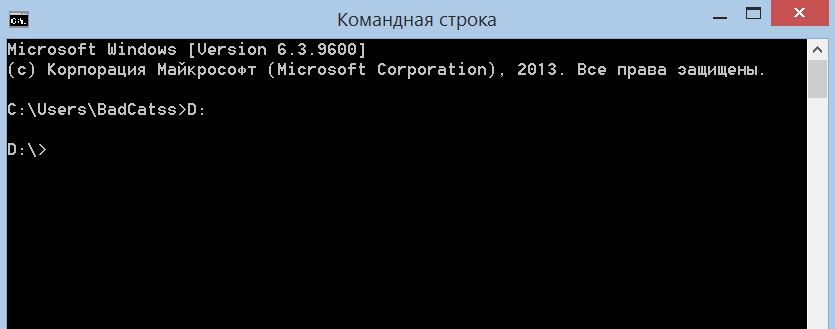 Командная строка
Microsoft Windows [Version 6.3.9600]
(c) Корпорация Майкрософт (Microsoft Corporation), 2013. Все права защищены.
C:\Users\BadCatss>D:
D:\>